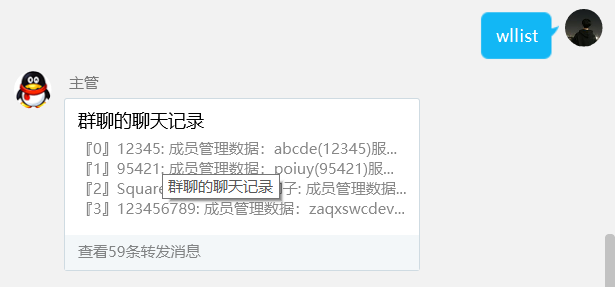 wllist
主管
群聊的聊天记录
『0』12345: 成员管理数据：abcde(12345)服...
『1』95421: 成员管理数据：poiuy(95421)服...
『2』Square 子: 成员管理数据...
群聊的聊天记录
『3』123456789: 成员管理数据：zaqxswcdev...
查看59条转发消息